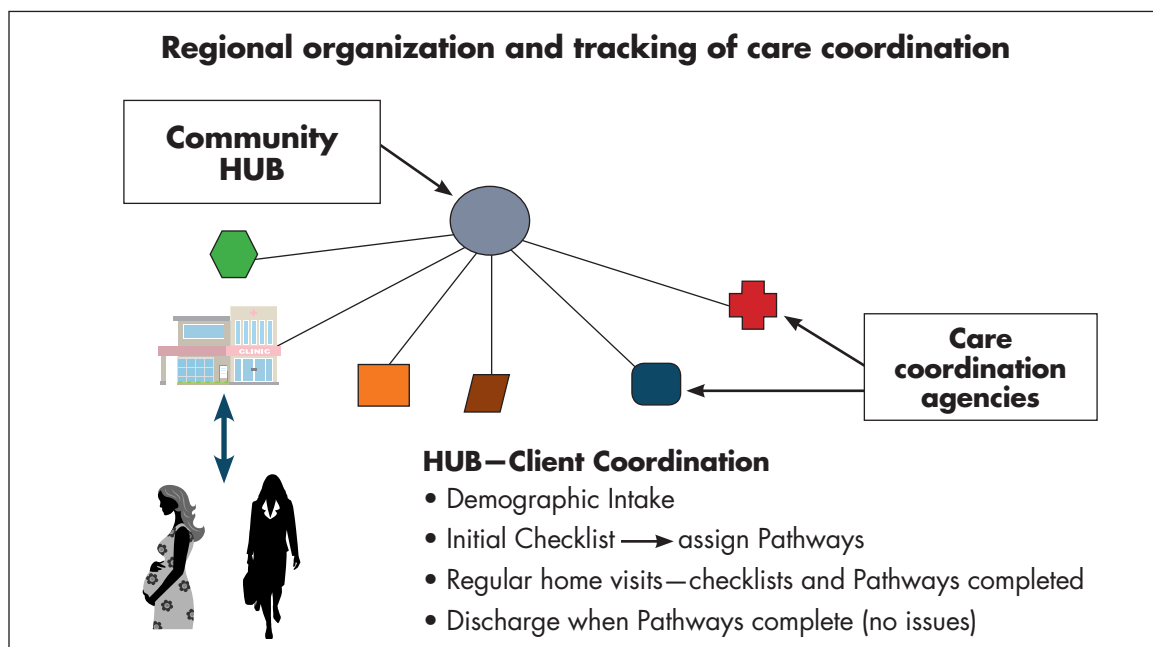 Regional organization and tracking of care coordination
Community
HUB
CLINIC
Care
coordination
agencies
HUB—Client Coordination
• Demographic Intake
• Initial Checklist → assign Pathways
• Regular home visits—checklists and Pathways completed
• Discharge when Pathways complete (no issues)